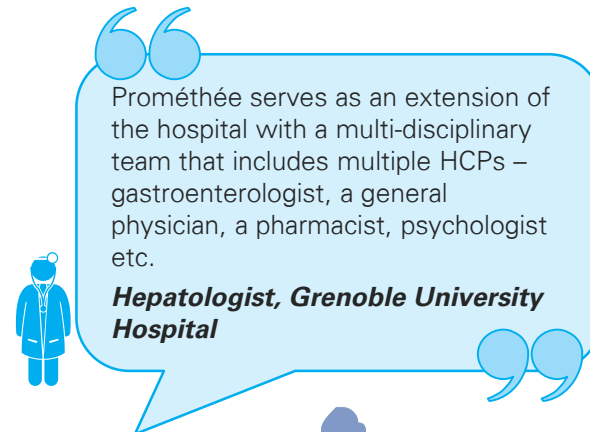 Prométhée serves as an extension of
the hospital with a multi-disciplinary
team that includes multiple HCPs –
gastroenterologist, a general
physician, a pharmacist, psychologist
etc.
Hepatologist, Grenoble University
Hospital